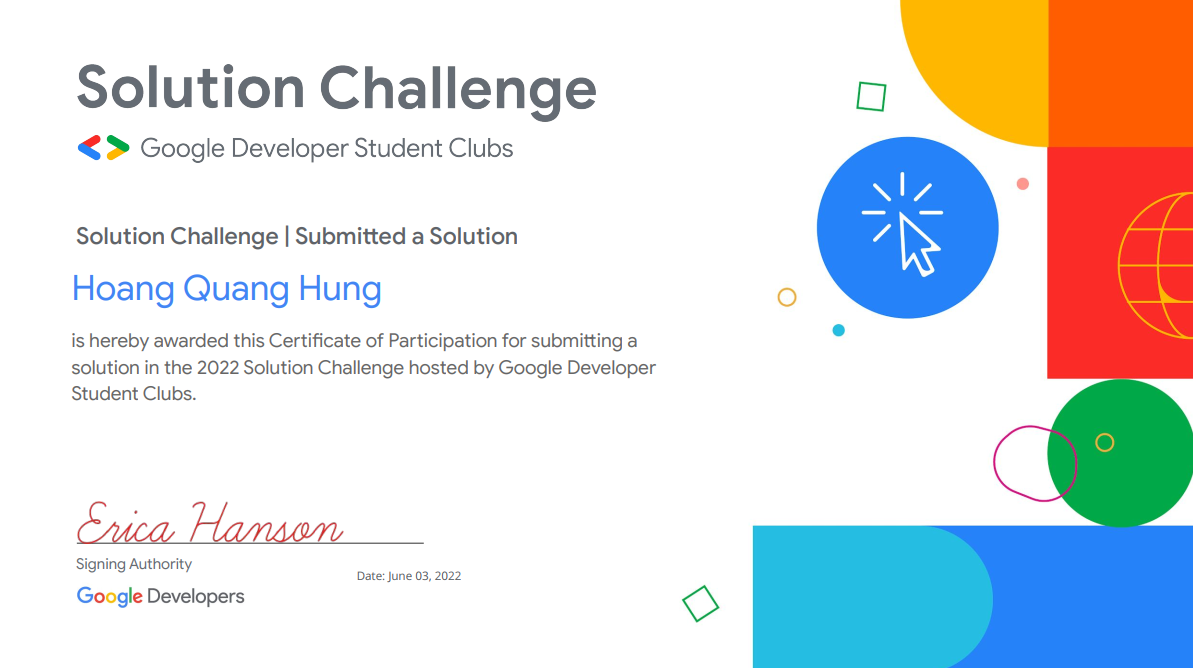 Solution Challenge
Google Developer Student Clubs
Solution Challenge | Submitted a Solution
Hoang Quang Hung
is hereby awarded this Certificate of Participation for submitting a
solution in the 2022 Solution Challenge hosted by Google Developer
Student Clubs.
Erica Hanson
Signing Authority
Date: June 03, 2022
Google Developers